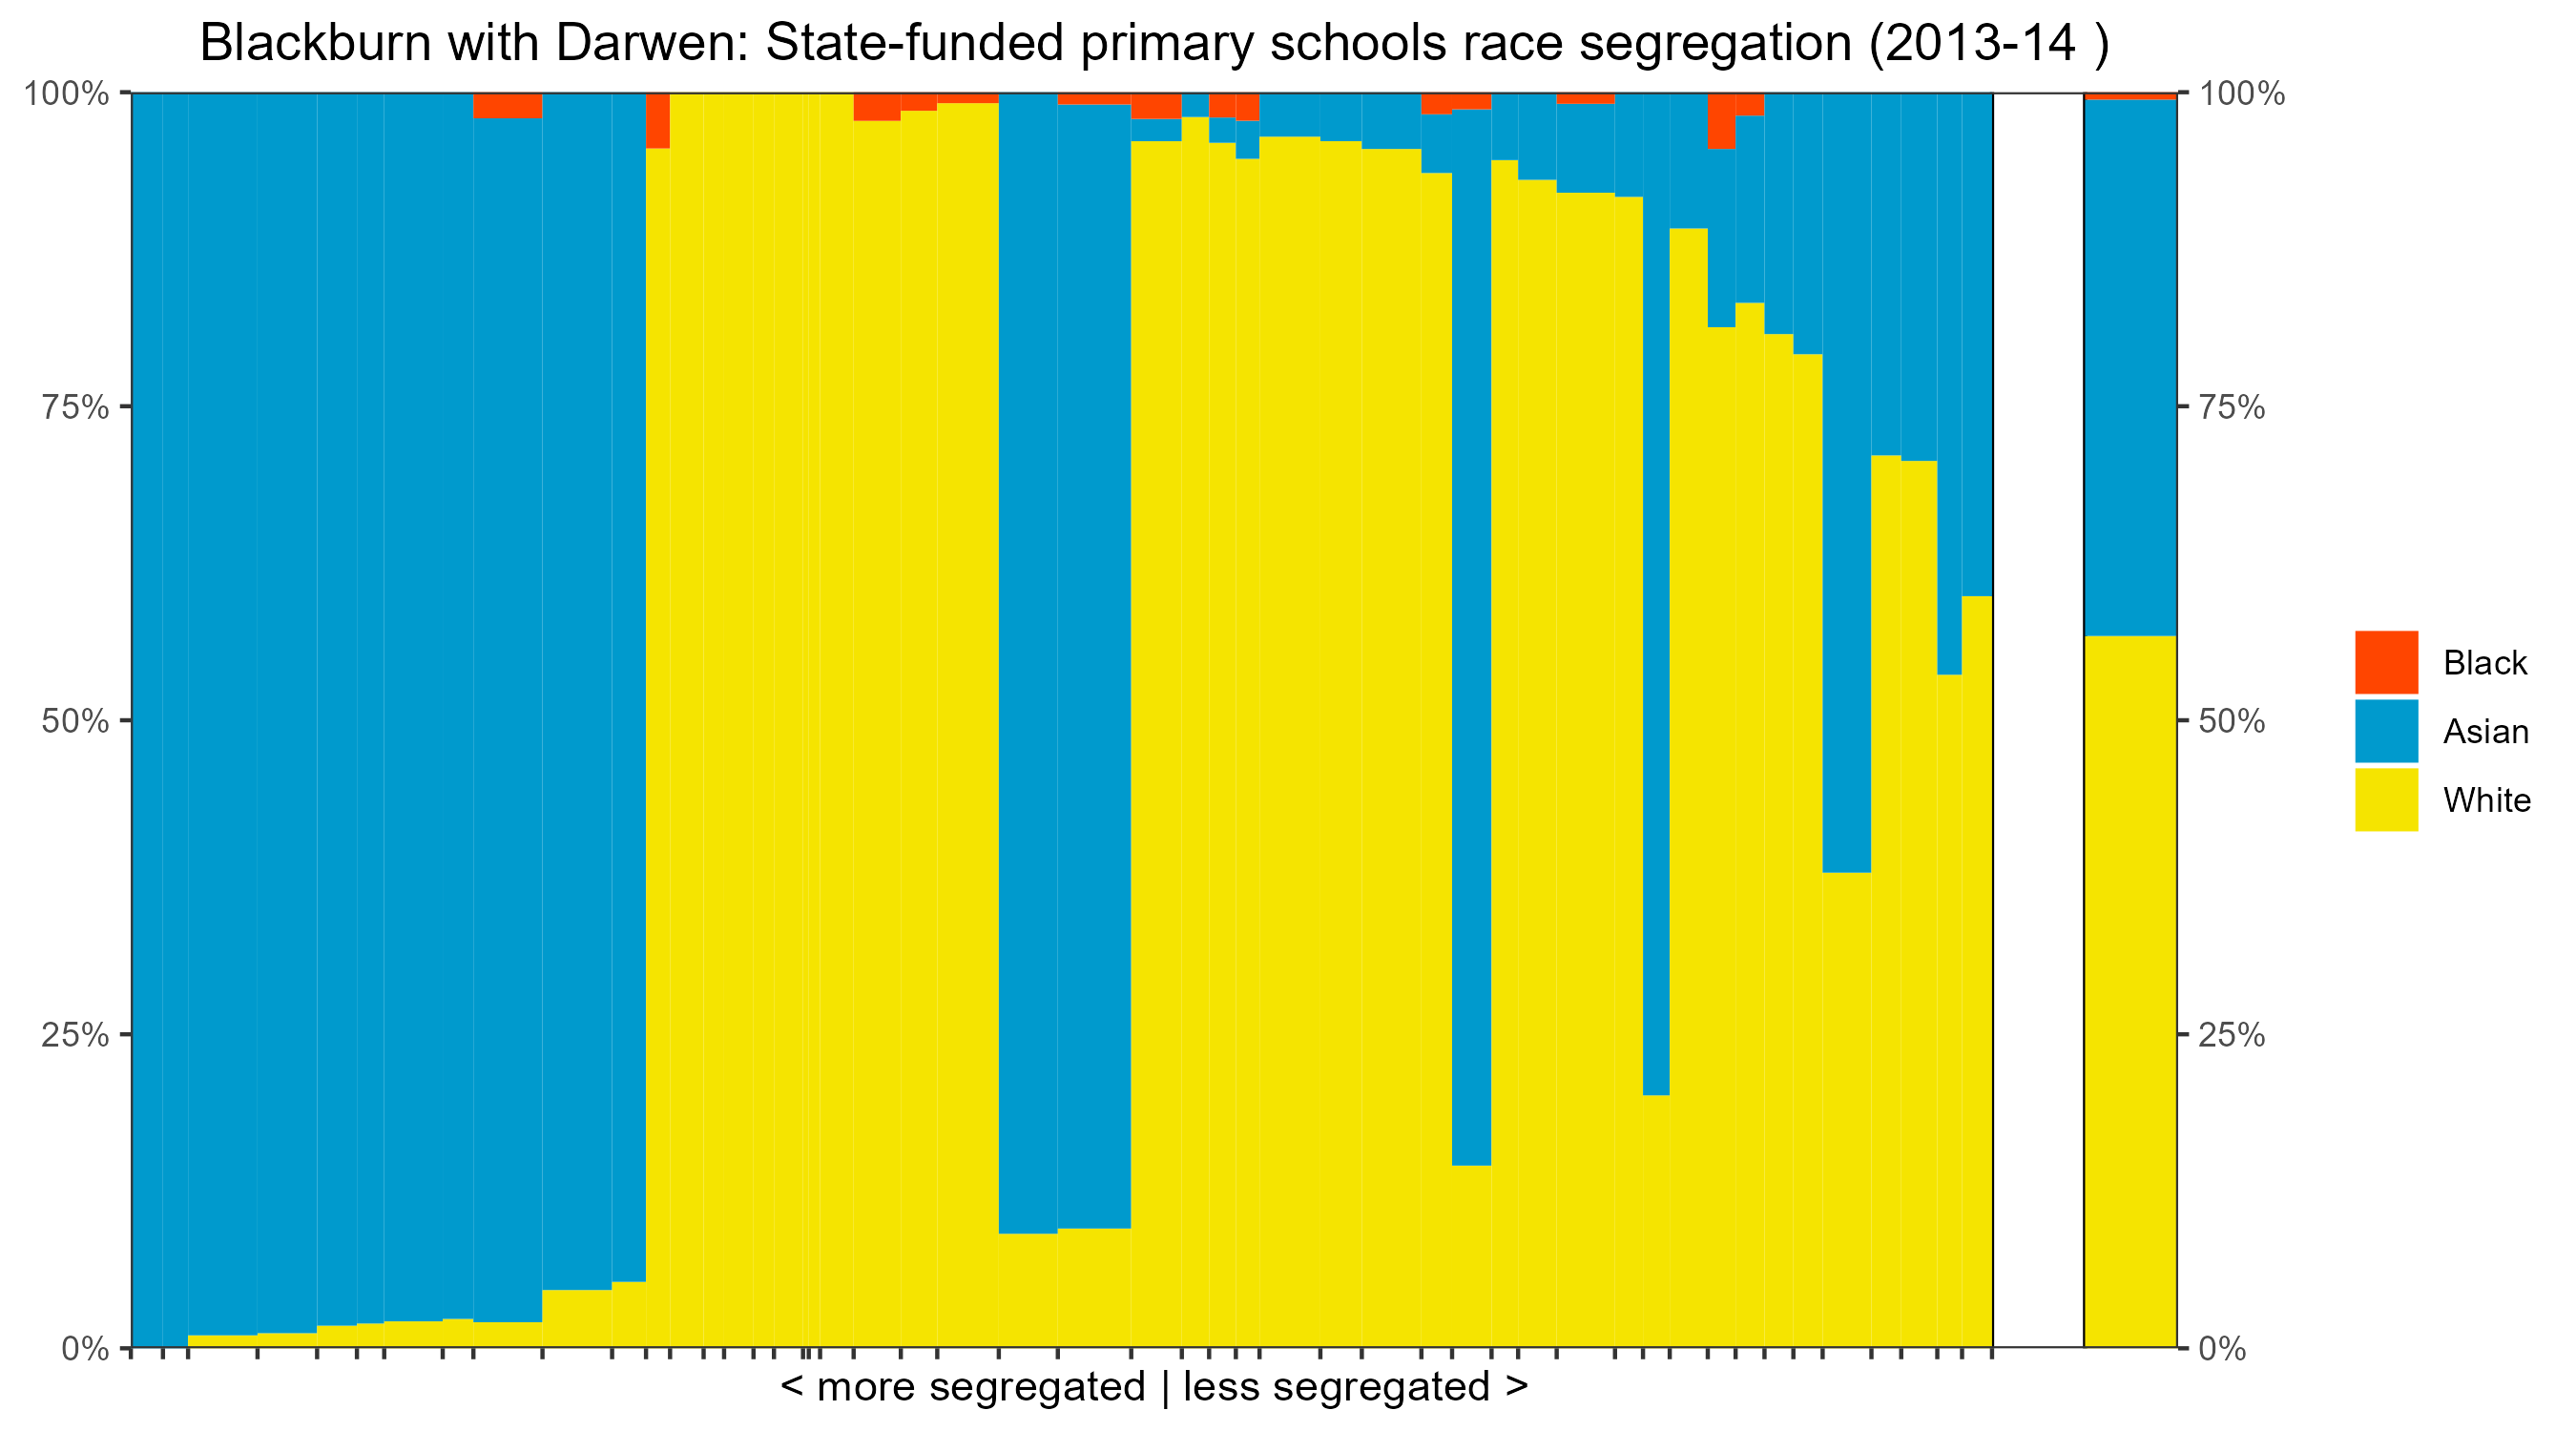 Blackburn with Darwen: State-funded primary schools race segregation (2013-14 )
100%
75%
50%
25%
0%
100%
75%
50%
25%
0%
Black
Asian
White
< more segregated | less segregated >